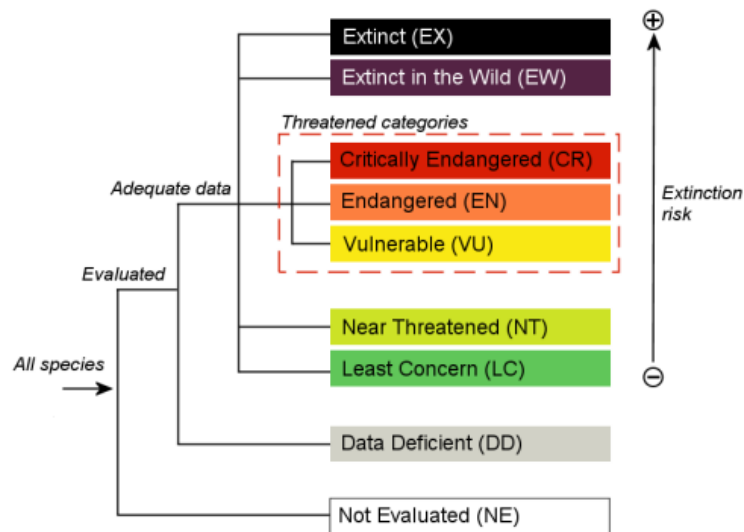 Extinct (EX)
Extinct in the Wild (EW)
Threatened categories
Critically Endangered (CR)
Adequate data
Endangered (EN)
Extinction
risk
Vulnerable (VU)
Evaluated
Near Threatened (NT)
All species
Least Concern (LC)
Data Deficient (DD)
Not Evaluated (NE)